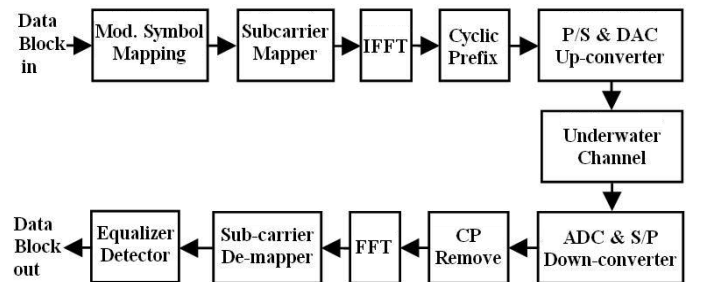 Data
Block
in
Mod. Symbol
Mapping
Subcarrier
Mapper
IFFT
Cyclic
Prefix
P/S & DAC
Up-converter
Underwater
Channel
Data
Block
out
Equalizer
Detector
Sub-carrier
De-mapper
FFT
CP
Remove
ADC & S/P
Down-converter